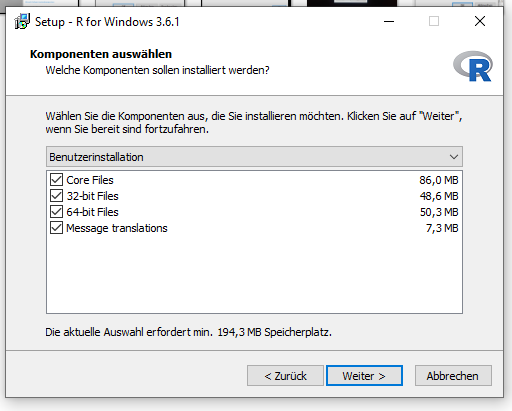 Setup - R for Windows 3.6.1
Komponenten auswählen
Welche Komponenten sollen installiert werden?
R
Wählen Sie die Komponenten aus, die Sie installieren möchten. Klicken Sie auf "Weiter",
wenn Sie bereit sind fortzufahren.
Benutzerinstallation
Core Files 86,0 MB
32-bit Files 48,6 MB
64-bit Files 50,3 MB
Message translations 7,3 MB
Die aktuelle Auswahl erfordert min. 194,3 MB Speicherplatz.
< Zurück Weiter > Abbrechen